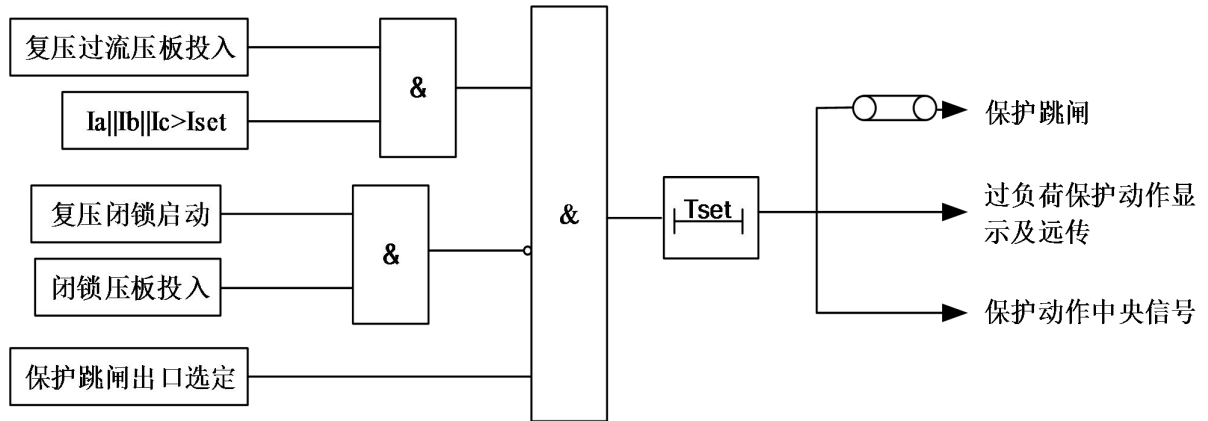 复压过流压板投入
&
Ia||Ib||Ic>Iset
复压闭锁启动
&
闭锁压板投入
保护跳闸出口选定
&
Tset
保护跳闸
过负荷保护动作显
示及远传
保护动作中央信号